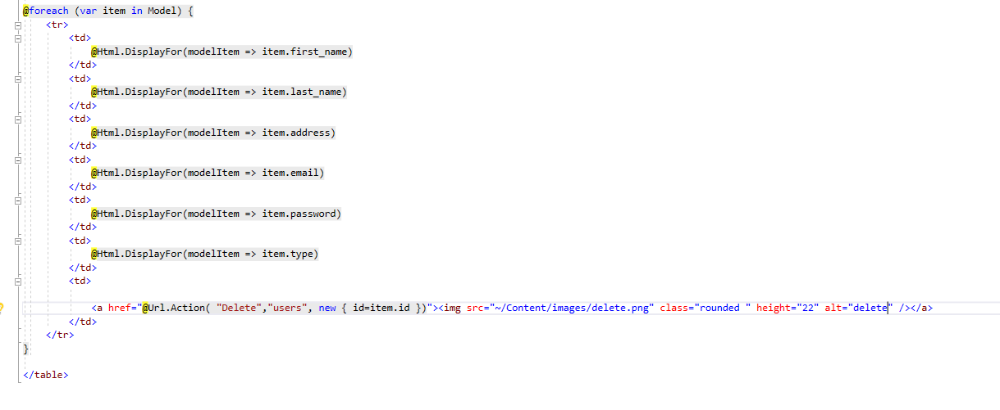 @foreach (var item in Model) {
<tr>
<td>
@Html.DisplayFor(modelItem => item.first_name)
</td>
<td>
@Html.DisplayFor(modelItem => item.last_name)
</td>
<td>
@Html.DisplayFor(modelItem => item.address)
</td>
<td>
@Html.DisplayFor(modelItem => item.email)
</td>
<td>
@Html.DisplayFor(modelItem => item.password)
</td>
<td>
@Html.DisplayFor(modelItem => item.type)
</td>
<td>
<a href="@Url.Action( "Delete","users", new { id=item.id })"><img src="~/Content/images/delete.png" class="rounded " height="22" alt="delete" /></a>
</td>
</tr>
}
</table>